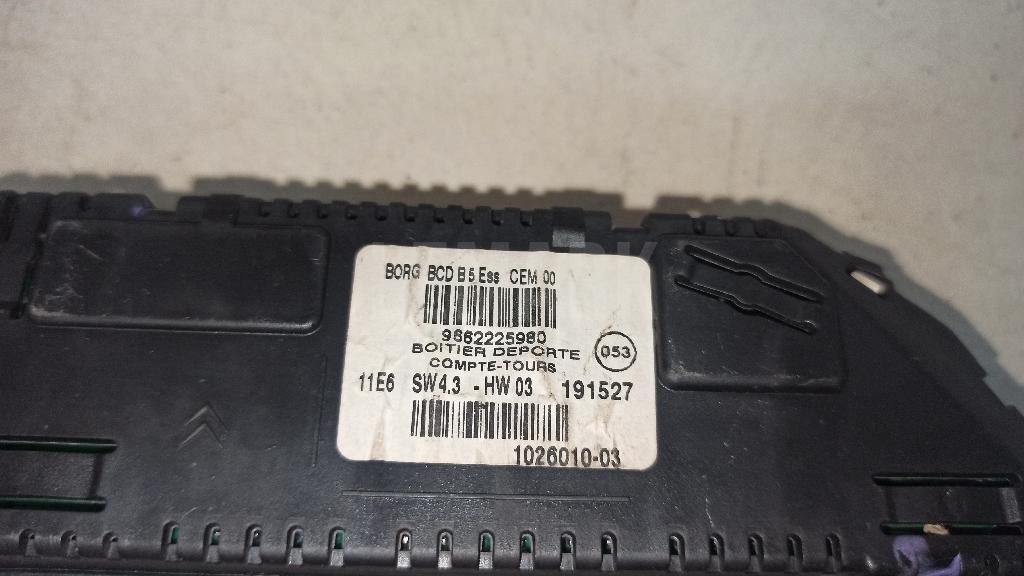 BORG BCD B5 Ess CEM 00
9662225980
BOITIER DEPORTE
COMPTE-TOURS
053
11E6 SW4.3 - HW 03 191527
1026010-03